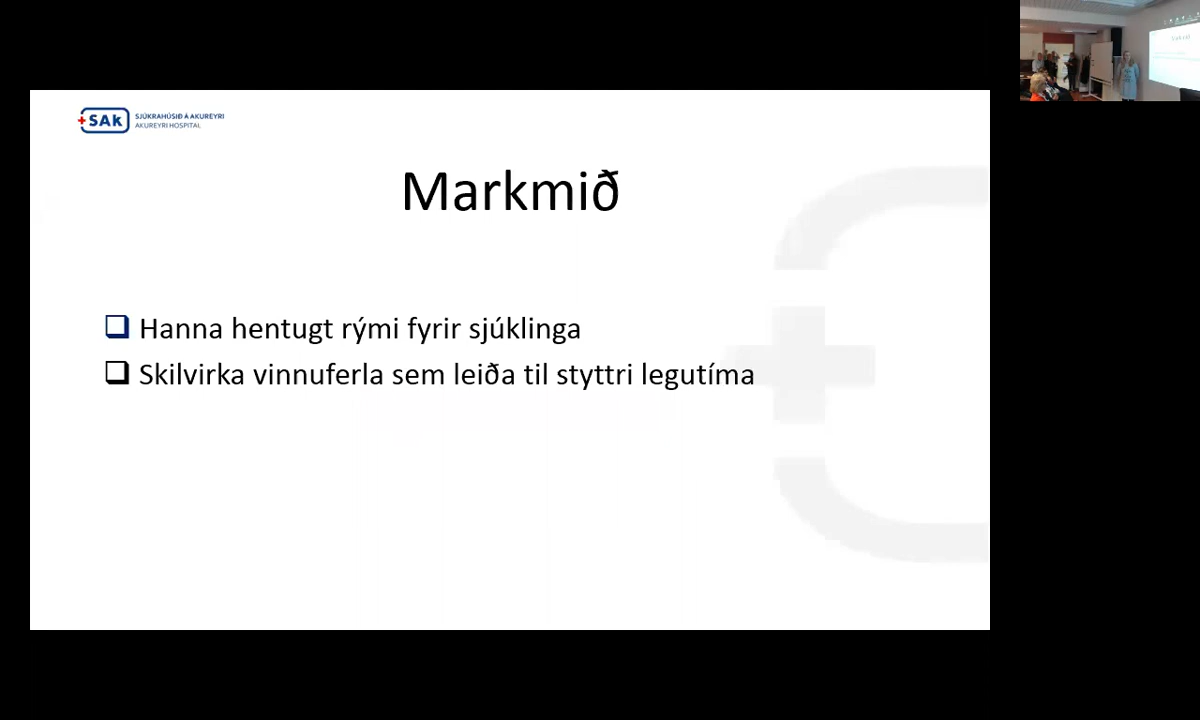 SAk
SJÚKRAHÚSIÐ Á AKUREYRI
AKUREYRI HOSPITAL
Markmið
Hanna hentugt rými fyrir sjúklinga
Skilvirka vinnuferla sem leiða til styttri legutíma